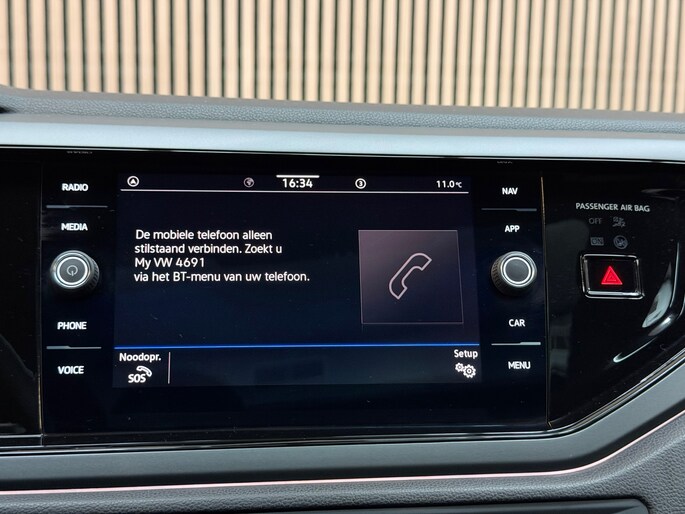 RADIO
MEDIA
PHONE
VOICE
16:34
3
11.0°C
De mobiele telefoon alleen
stilstaand verbinden. Zoekt u
My VW 4691
via het BT-menu van uw telefoon.
Noodopr.
SOS
Setup
NAV
APP
CAR
MENU
PASSENGER AIR BAG
OFF